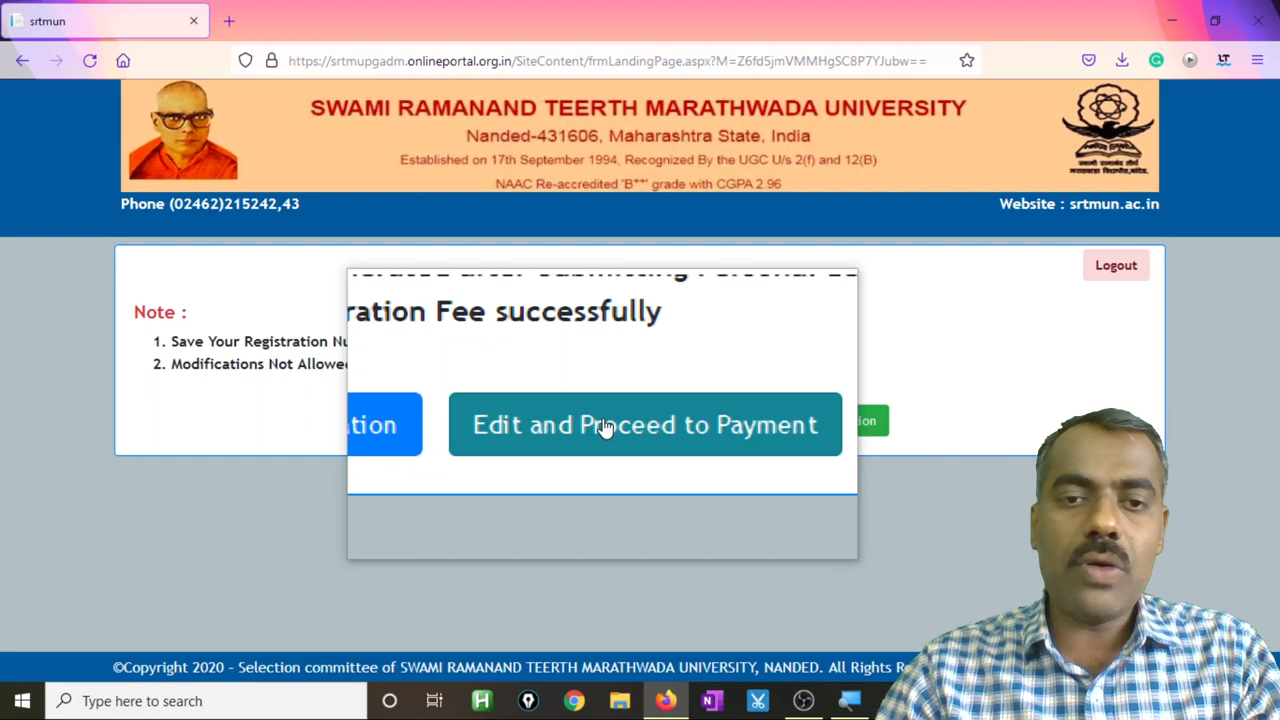 srtmun
https://srtmupgadm.onlineportal.org.in/SiteContent/frmLandingPage.aspx?M=Z6fd5jmVMMHgSC8P7YJubw==
SWAMI RAMANAND TEERTH MARATHWADA UNIVERSITY
Nanded-431606, Maharashtra State, India
Established on 17th September 1994, Recognized By the UGC U/s 2(f) and 12(B)
NAAC Re-accredited 'B++' grade with CGPA 2.96
Phone (02462)215242,43
Website : srtmun.ac.in
Logout
Note :
ration Fee successfully
1. Save Your Registration Nu
2. Modifications Not Allowe
ation
Edit and Proceed to Payment
ion
©Copyright 2020 - Selection committee of SWAMI RAMANAND TEERTH MARATHWADA UNIVERSITY, NANDED. All Rights Re
Type here to search